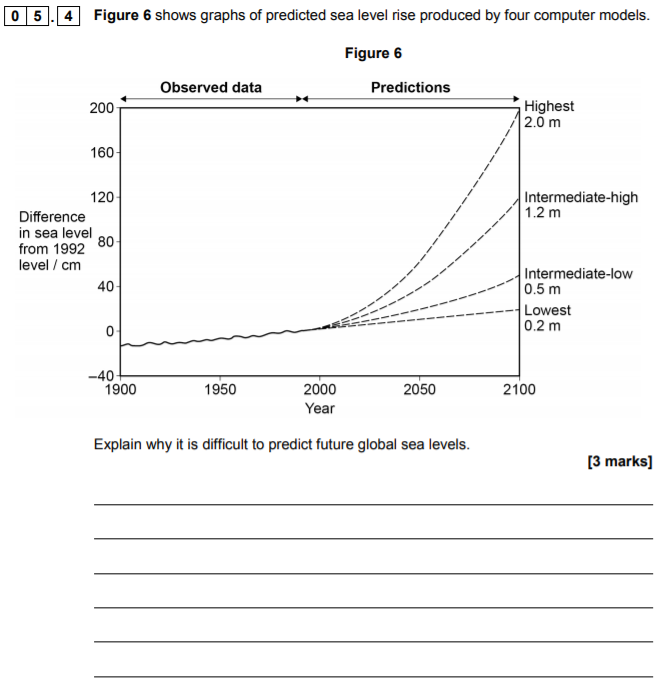 0 5 . 4 Figure 6 shows graphs of predicted sea level rise produced by four computer models.
Figure 6
Observed data Predictions
200
160
120
80
40
0
–40
Difference
in sea level
from 1992
level / cm
Highest
2.0 m
Intermediate-high
1.2 m
Intermediate-low
0.5 m
Lowest
0.2 m
1900 1950 2000 2050 2100
Year
Explain why it is difficult to predict future global sea levels.
[3 marks]